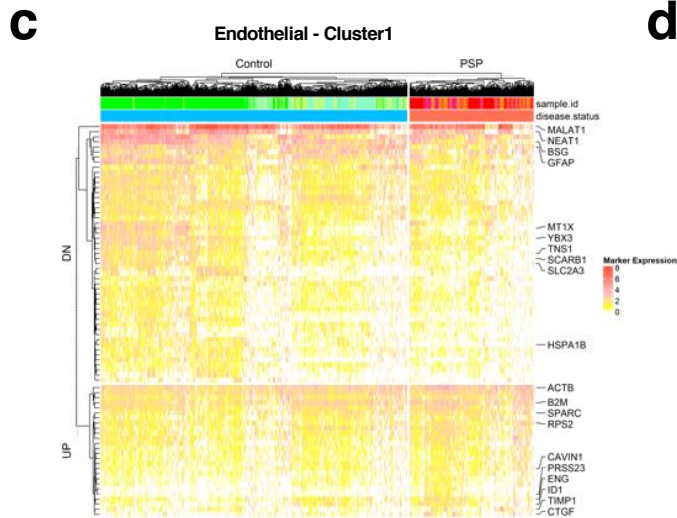 c
d
Endothelial - Cluster1
Control
PSP
sample.id
disease.status
MALAT1
NEAT1
BSG
GFAP
DN
MT1X
YBX3
TNS1
SCARB1
SLC2A3
Marker Expression
8
6
4
2
0
HSPA1B
ACTB
B2M
SPARC
RPS2
UP
CAVIN1
PRSS23
ENG
ID1
TIMP1
CTGF